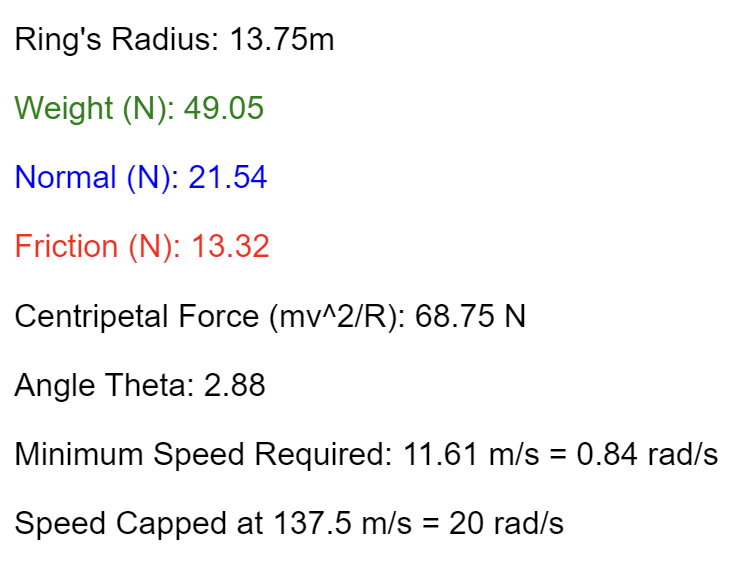 Ring's Radius: 13.75m
Weight (N): 49.05
Normal (N): 21.54
Friction (N): 13.32
Centripetal Force (mv^2/R): 68.75 N
Angle Theta: 2.88
Minimum Speed Required: 11.61 m/s = 0.84 rad/s
Speed Capped at 137.5 m/s = 20 rad/s